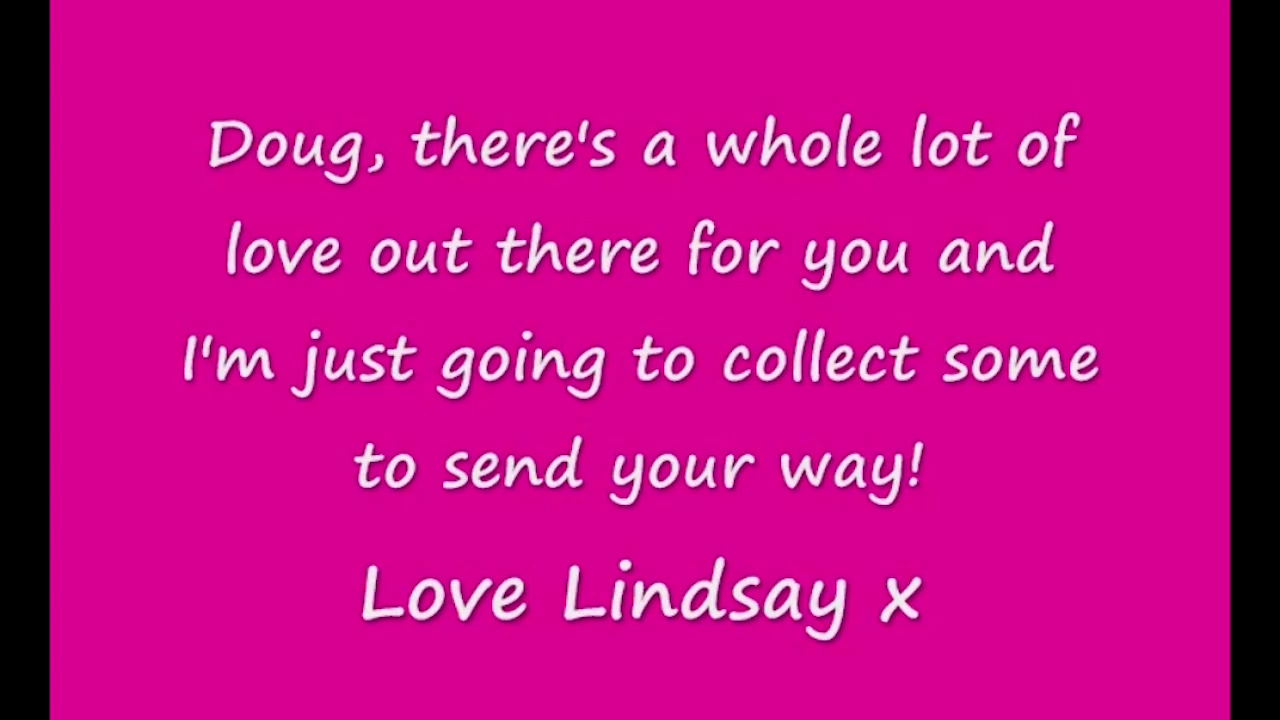 Doug, there's a whole lot of
love out there for you and
I'm just going to collect some
to send your way!
Love Lindsay x